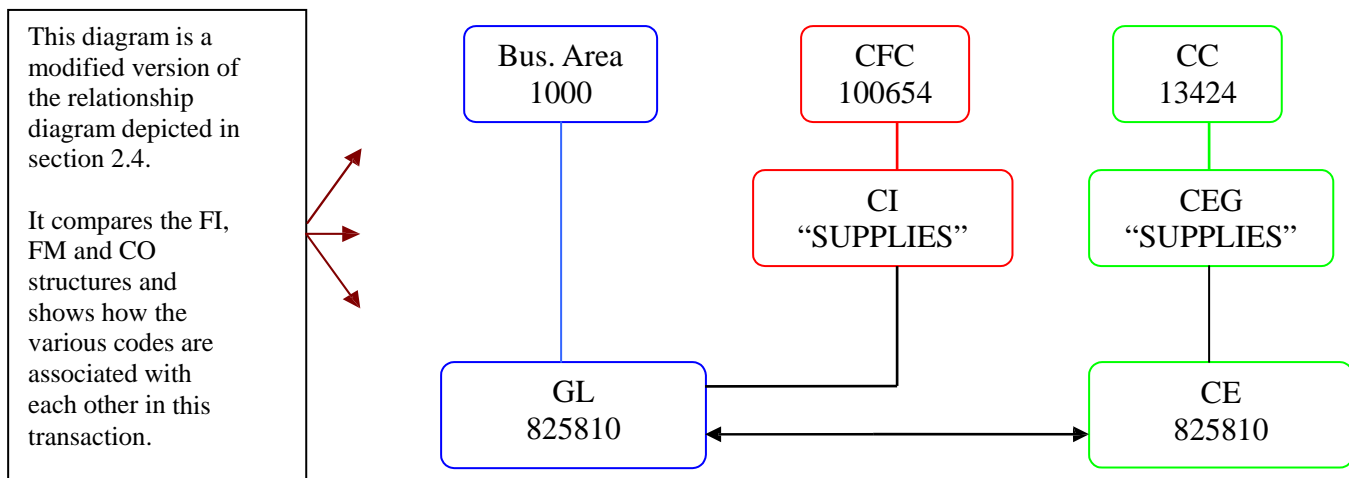 This diagram is a
modified version of
the relationship
diagram depicted in
section 2.4.
It compares the FI,
FM and CO
structures and
shows how the
various codes are
associated with
each other in this
transaction.
Bus. Area
1000
CFC
100654
CC
13424
CI
“SUPPLIES”
CEG
“SUPPLIES”
GL
825810
CE
825810